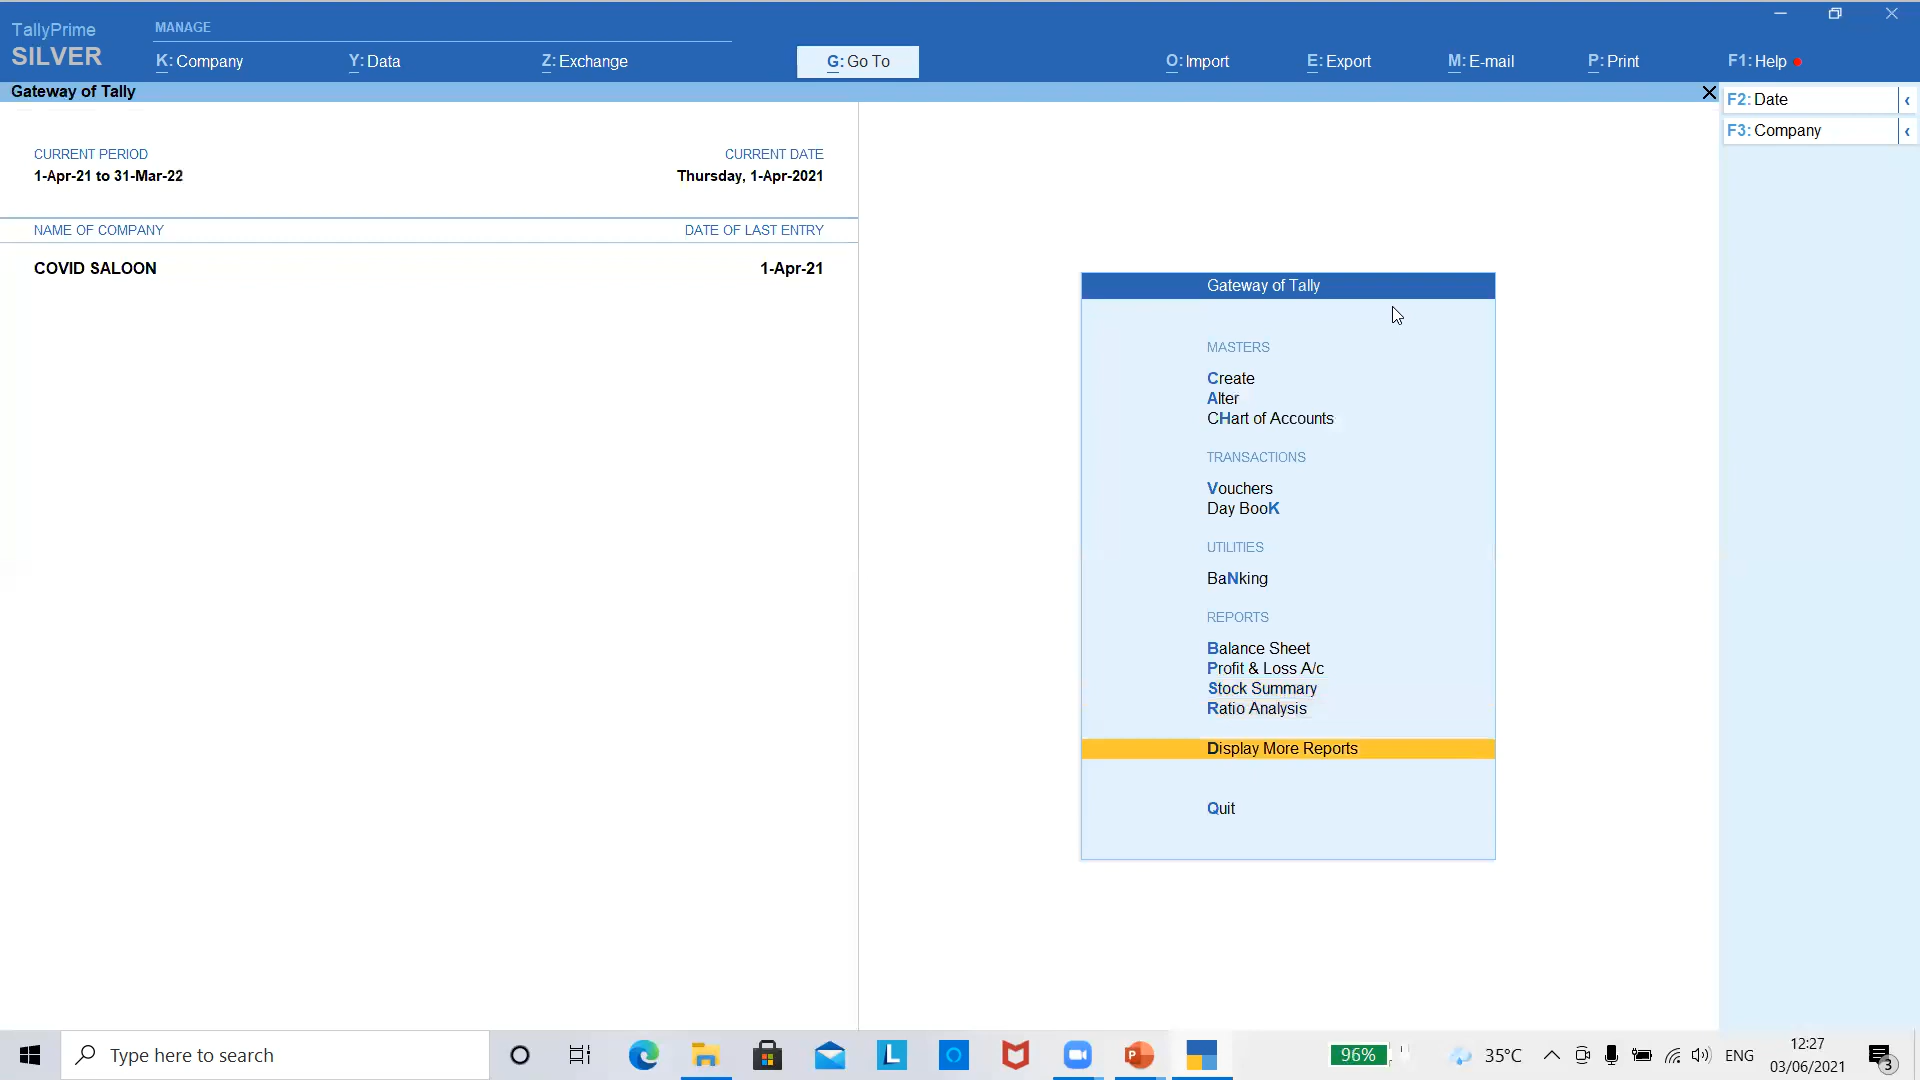 TallyPrime
SILVER
MANAGE
K: Company
Y: Data
Z: Exchange
G: Go To
O: Import
E: Export
M: E-mail
P: Print
F1: Help
Gateway of Tally
F2: Date
F3: Company
CURRENT PERIOD
CURRENT DATE
1-Apr-21 to 31-Mar-22
Thursday, 1-Apr-2021
NAME OF COMPANY
DATE OF LAST ENTRY
COVID SALOON
1-Apr-21
Gateway of Tally
MASTERS
Create
Alter
CHart of Accounts
TRANSACTIONS
Vouchers
Day BooK
UTILITIES
BaNking
REPORTS
Balance Sheet
Profit & Loss A/c
Stock Summary
Ratio Analysis
Display More Reports
Quit
Type here to search
L
P
96%
35°C
ENG
12:27
03/06/2021
3